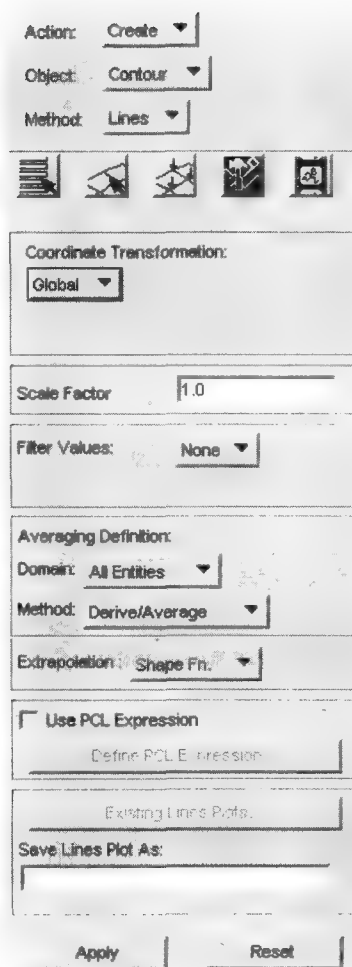 Action: Create
Object: Contour
Method: Lines
Coordinate Transformation:
Global
Scale Factor 1.0
Filter Values: None
Averaging Definition:
Domain: All Entities
Method: Derive/Average
Extrapolation: Shape Fn.
Use PCL Expression
Define PCL Expression
Existing Lines Plots...
Save Lines Plot As:
Apply Reset